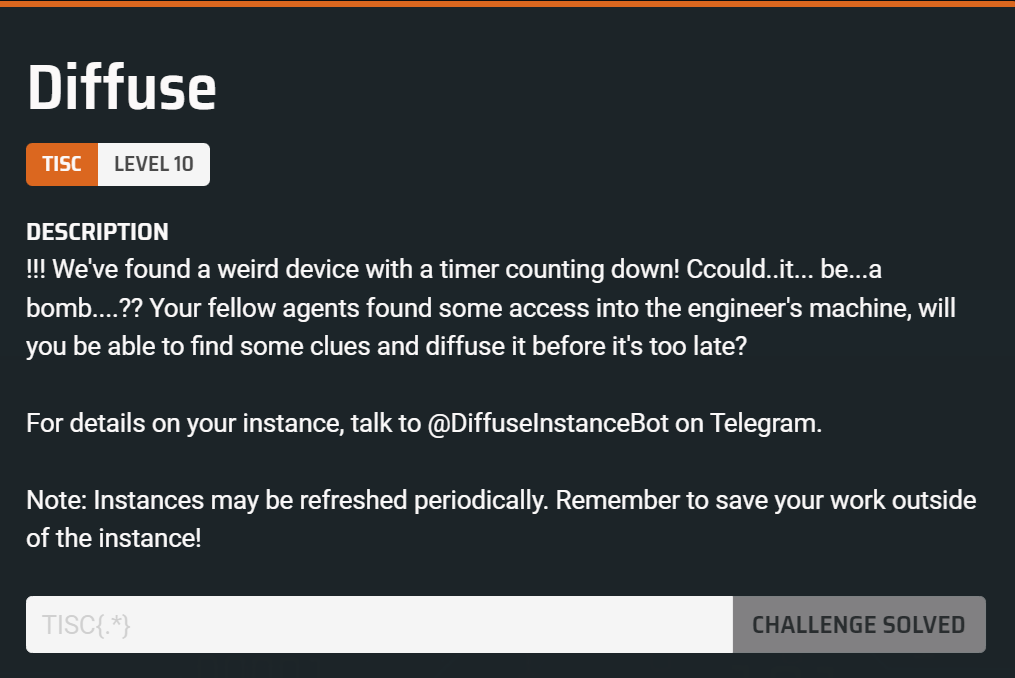 Diffuse
TISC LEVEL 10
DESCRIPTION
!!! We've found a weird device with a timer counting down! Ccould..it... be...a
bomb....?? Your fellow agents found some access into the engineer's machine, will
you be able to find some clues and diffuse it before it's too late?
For details on your instance, talk to @DiffuseInstanceBot on Telegram.
Note: Instances may be refreshed periodically. Remember to save your work outside
of the instance!
TISC{.*} CHALLENGE SOLVED